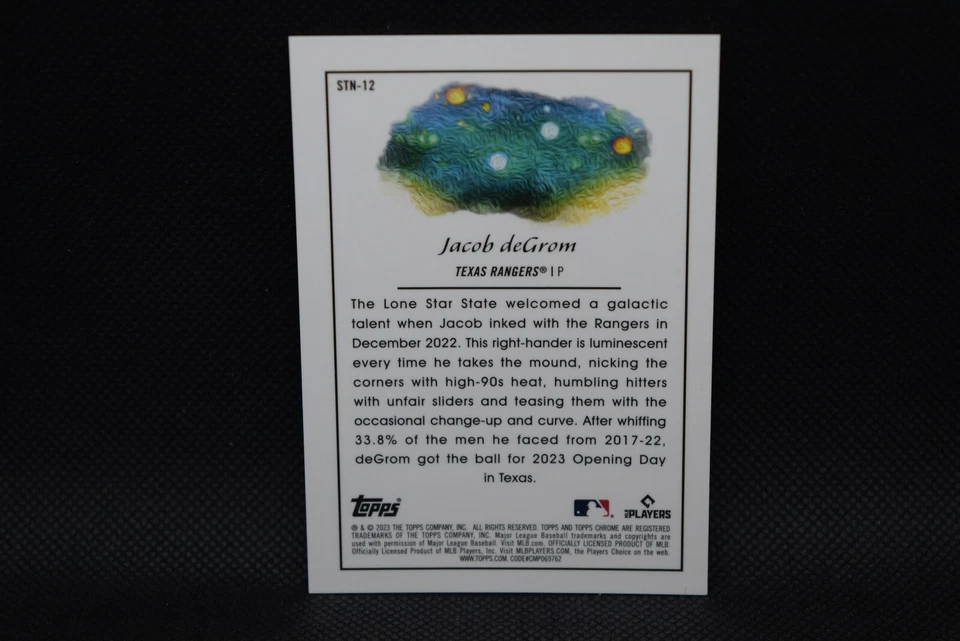 STN-12
Jacob deGrom
TEXAS RANGERS® | P
The Lone Star State welcomed a galactic
talent when Jacob inked with the Rangers in
December 2022. This right-hander is luminescent
every time he takes the mound, nicking the
corners with high-90s heat, humbling hitters
with unfair sliders and teasing them with the
occasional change-up and curve. After whiffing
33.8% of the men he faced from 2017-22,
deGrom got the ball for 2023 Opening Day
in Texas.
topps®
PLAYERS
® & © 2023 THE TOPPS COMPANY, INC. ALL RIGHTS RESERVED. TOPPS AND TOPPS CHROME ARE REGISTERED
TRADEMARKS OF THE TOPPS COMPANY, INC. Major League Baseball trademarks and copyrights are
used with permission of Major League Baseball. Visit MLB.com. OFFICIALLY LICENSED PRODUCT OF MLB.
Officially Licensed Product of MLB Players, Inc. Visit MLBPLAYERS.COM, the Players Choice on the web.
WWW.TOPPS.COM. CODE#CMP069762